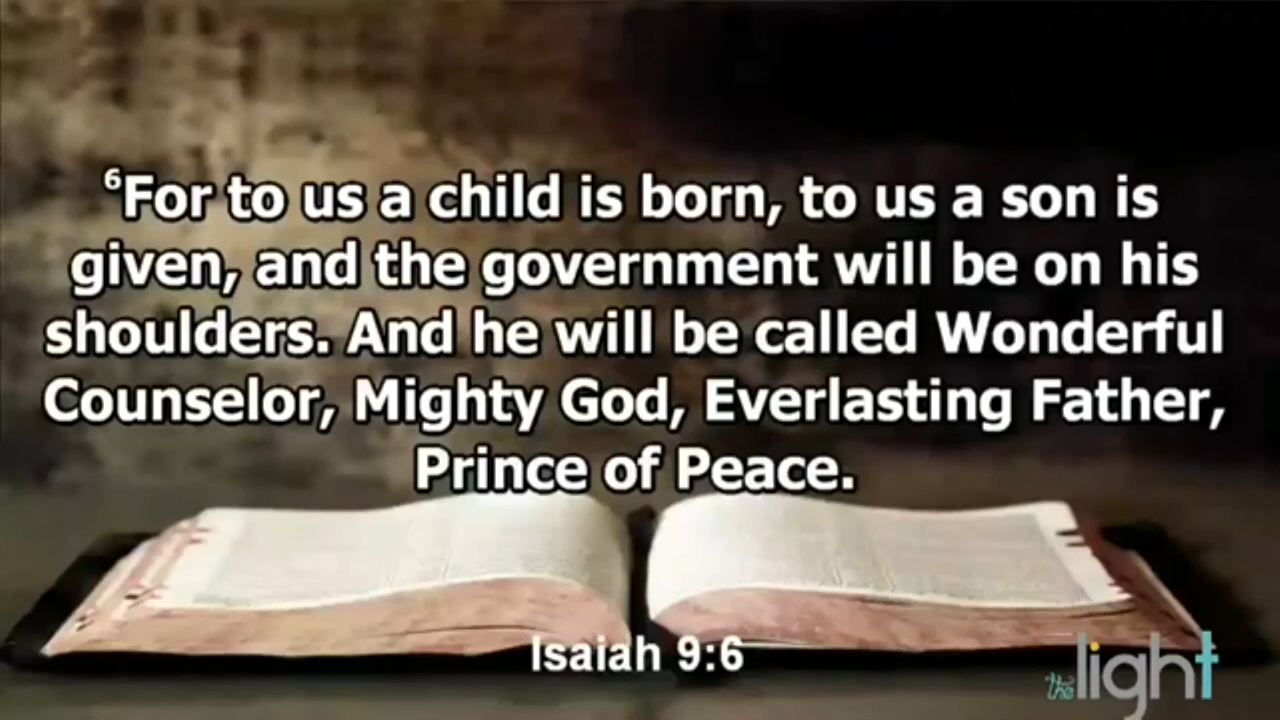 ⁶For to us a child is born, to us a son is
given, and the government will be on his
shoulders. And he will be called Wonderful
Counselor, Mighty God, Everlasting Father,
Prince of Peace.
Isaiah 9:6
the light